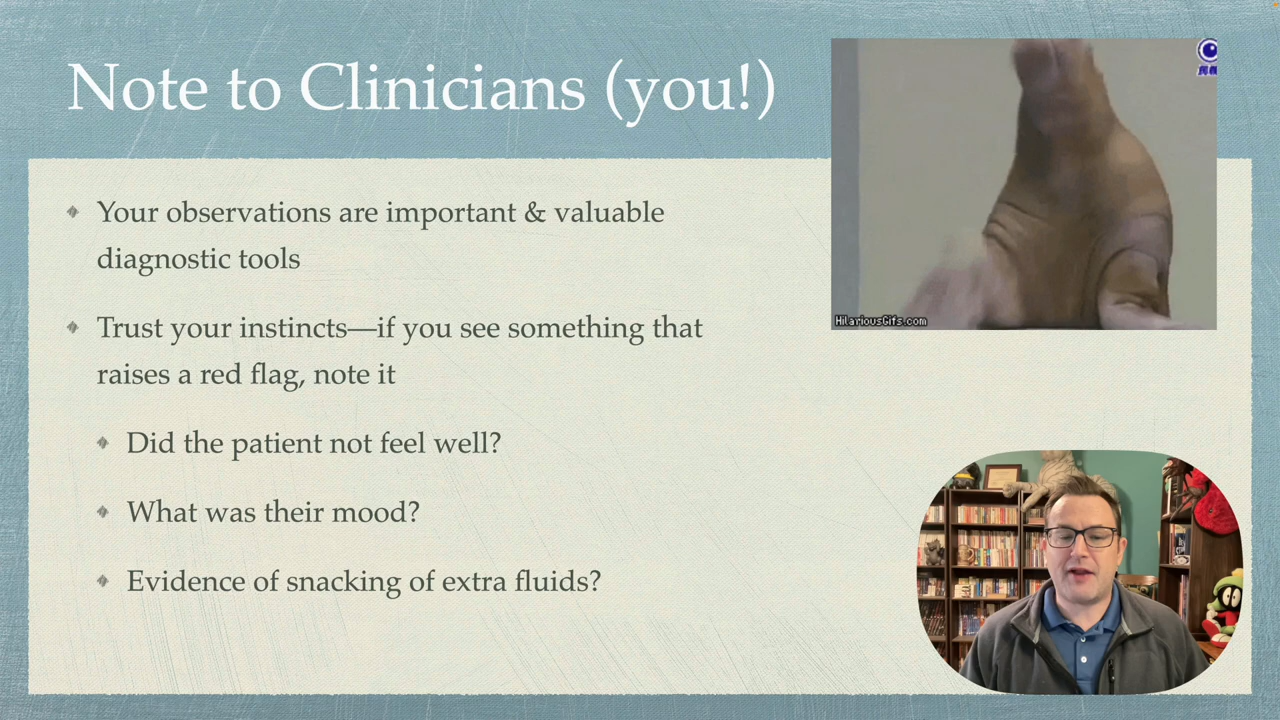 Note to Clinicians (you!)
Your observations are important & valuable
diagnostic tools
Trust your instincts—if you see something that
raises a red flag, note it
Did the patient not feel well?
What was their mood?
Evidence of snacking of extra fluids?
HilariousGifs.com